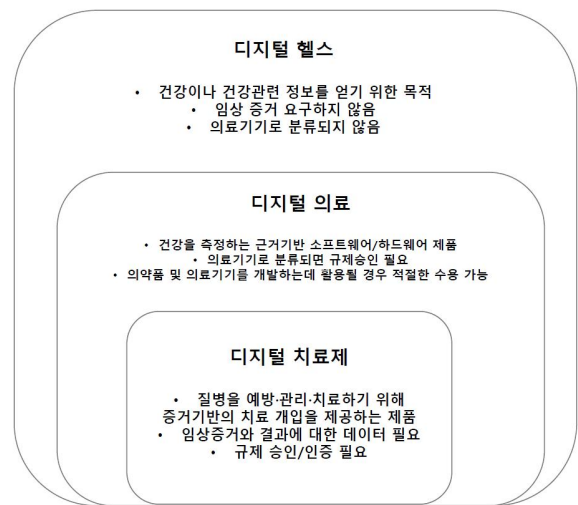 디지털 헬스
• 건강이나 건강관련 정보를 얻기 위한 목적
• 임상 증거 요구하지 않음
• 의료기기로 분류되지 않음
디지털 의료
• 건강을 측정하는 근거기반 소프트웨어/하드웨어 제품
• 의료기기로 분류되면 규제승인 필요
• 의약품 및 의료기기를 개발하는데 활용될 경우 적절한 수용 가능
디지털 치료제
• 질병을 예방·관리·치료하기 위해
증거기반의 치료 개입을 제공하는 제품
• 임상증거와 결과에 대한 데이터 필요
• 규제 승인/인증 필요